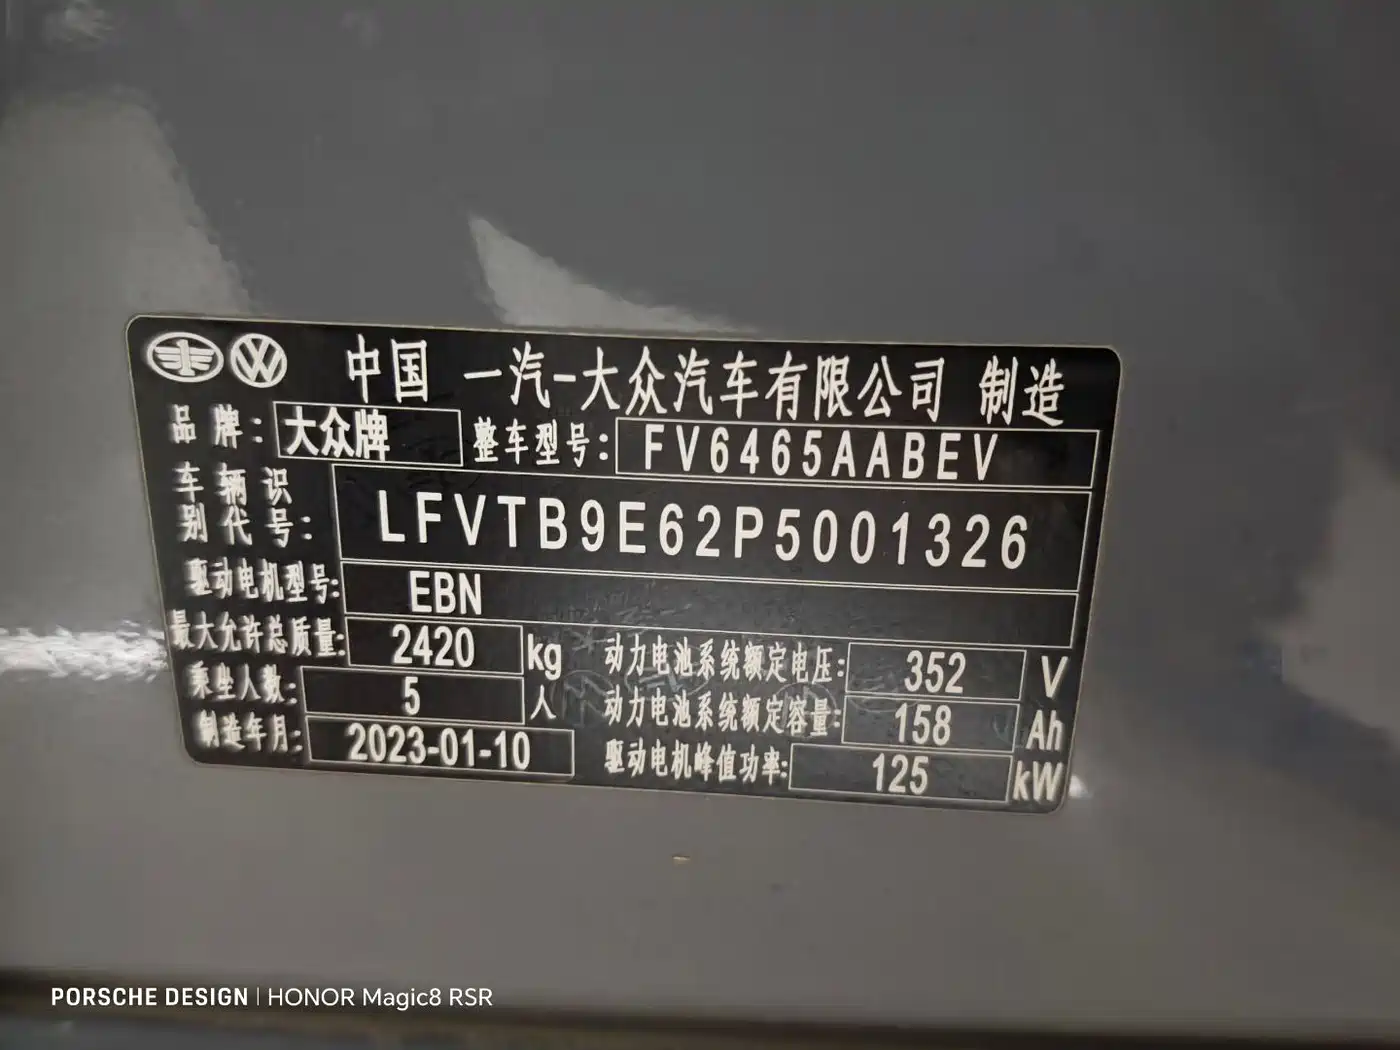 中国 一汽-大众汽车有限公司 制造
品牌: 大众牌 整车型号: FV6465AABEV
车辆识别代号: LFVTB9E62P5001326
驱动电机型号: EBN
最大允许总质量: 2420 kg 动力电池系统额定电压: 352 V
乘坐人数: 5 人 动力电池系统额定容量: 158 Ah
制造年月: 2023-01-10 驱动电机峰值功率: 125 kW
PORSCHE DESIGN | HONOR Magic8 RSR